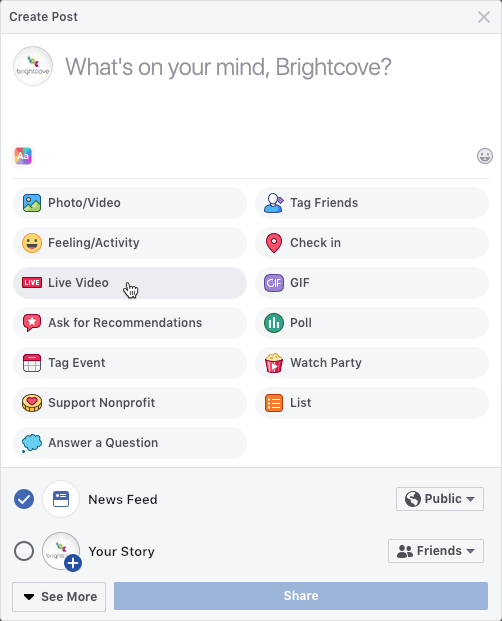 Create Post
brightcove
What's on your mind, Brightcove?
Aa
Photo/Video
Tag Friends
Feeling/Activity
Check in
LIVE Live Video
GIF GIF
Ask for Recommendations
Poll
Tag Event
Watch Party
Support Nonprofit
List
Answer a Question
News Feed
Public
Your Story
Friends
See More
Share